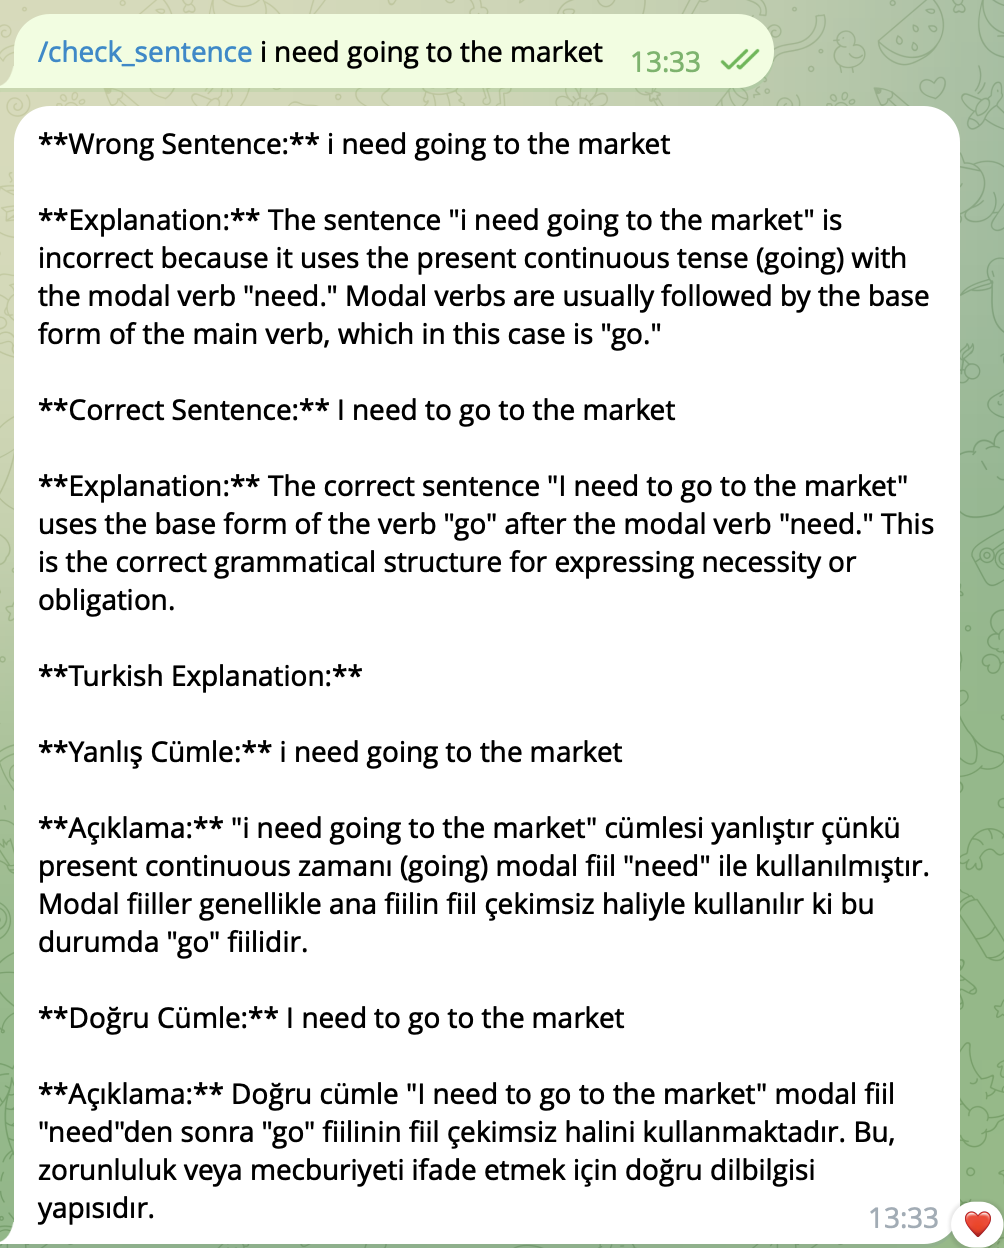 /check_sentence i need going to the market 13:33
**Wrong Sentence:** i need going to the market
**Explanation:** The sentence "i need going to the market" is
incorrect because it uses the present continuous tense (going) with
the modal verb "need." Modal verbs are usually followed by the base
form of the main verb, which in this case is "go."
**Correct Sentence:** I need to go to the market
**Explanation:** The correct sentence "I need to go to the market"
uses the base form of the verb "go" after the modal verb "need." This
is the correct grammatical structure for expressing necessity or
obligation.
**Turkish Explanation:**
**Yanlış Cümle:** i need going to the market
**Açıklama:** "i need going to the market" cümlesi yanlıştır çünkü
present continuous zamanı (going) modal fiil "need" ile kullanılmıştır.
Modal fiiller genellikle ana fiilin fiil çekimsiz haliyle kullanılır ki bu
durumda "go" fiilidir.
**Doğru Cümle:** I need to go to the market
**Açıklama:** Doğru cümle "I need to go to the market" modal fiil
"need"den sonra "go" fiilinin fiil çekimsiz halini kullanmaktadır. Bu,
zorunluluk veya mecburiyeti ifade etmek için doğru dilbilgisi
yapısıdır.
13:33